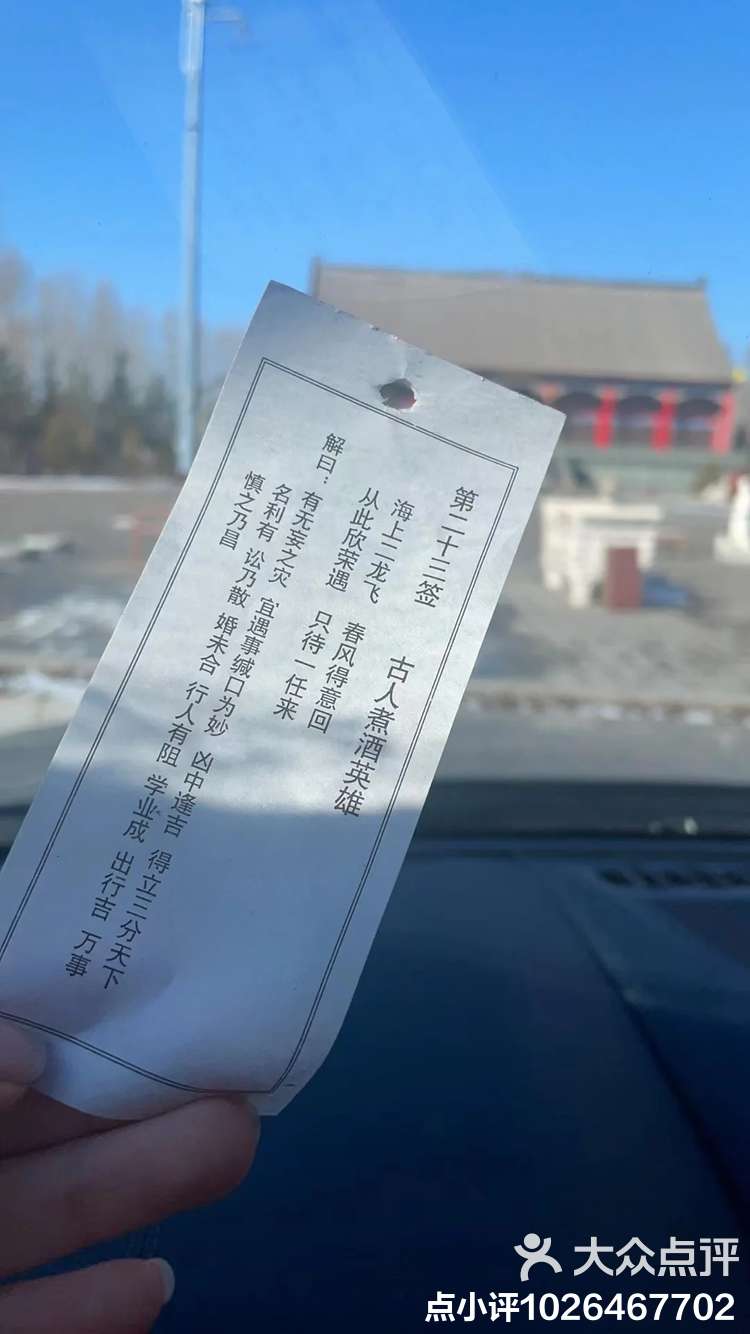 第二十三签 古人煮酒英雄
海上二龙飞 春风得意回
从此欣荣遇 只待一任来
解曰：有无妄之灾 宜遇事缄口为妙 凶中逢吉 得立三分天下
名利有 讼乃散 婚未合 行人有阻 学业成 出行吉 万事
慎之乃昌
大众点评
点小评1026467702